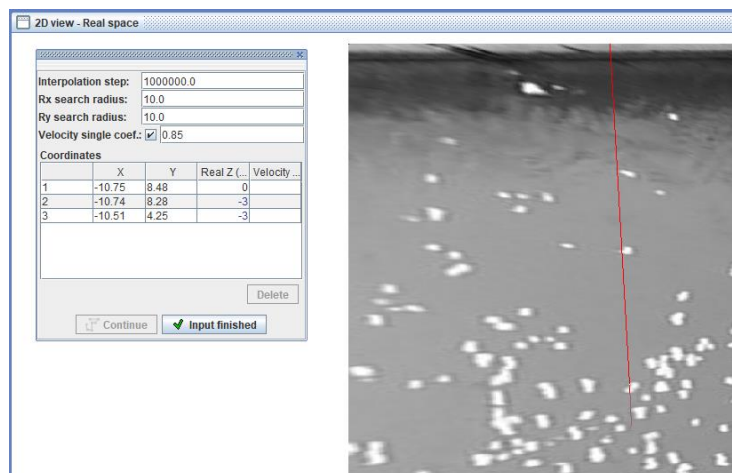 2D view - Real space
Interpolation step: 1000000.0
Rx search radius: 10.0
Ry search radius: 10.0
Velocity single coef.: 0.85
Coordinates
X Y Real Z (... Velocity ...
1 -10.75 8.48 0
2 -10.74 8.28 -3
3 -10.51 4.25 -3
Delete
Continue Input finished